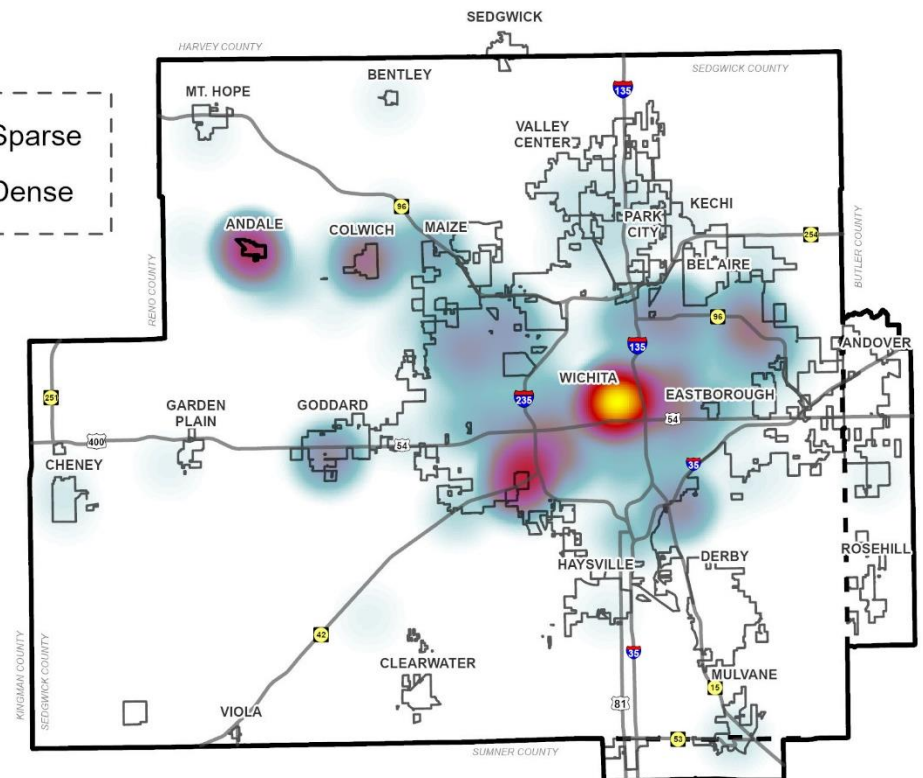 SEDGWICK
HARVEY COUNTY
SEDGWICK COUNTY
BENTLEY
MT. HOPE
135
Sparse
Dense
VALLEY
CENTER
96
ANDALE
COLWICH
MAIZE
PARK
CITY
KECHI
254
BEL AIRE
RENO COUNTY
BUTLER COUNTY
96
135
ANDOVER
WICHITA
EASTBOROUGH
235
251
54
GARDEN
PLAIN
GODDARD
400
54
CHENEY
35
HAYSVILLE
DERBY
ROSEHILL
42
35
KINGMAN COUNTY
SEDGWICK COUNTY
CLEARWATER
MULVANE
15
81
VIOLA
53
SUMNER COUNTY